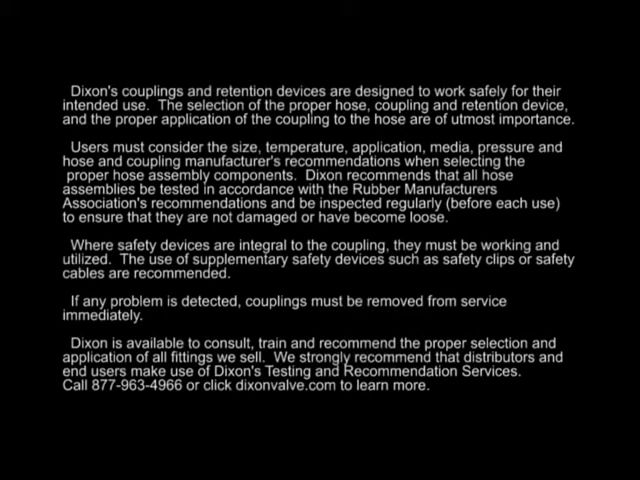 Dixon's couplings and retention devices are designed to work safely for their
intended use. The selection of the proper hose, coupling and retention device,
and the proper application of the coupling to the hose are of utmost importance.
Users must consider the size, temperature, application, media, pressure and
hose and coupling manufacturer's recommendations when selecting the
proper hose assembly components. Dixon recommends that all hose
assemblies be tested in accordance with the Rubber Manufacturers
Association's recommendations and be inspected regularly (before each use)
to ensure that they are not damaged or have become loose.
Where safety devices are integral to the coupling, they must be working and
utilized. The use of supplementary safety devices such as safety clips or safety
cables are recommended.
If any problem is detected, couplings must be removed from service
immediately.
Dixon is available to consult, train and recommend the proper selection and
application of all fittings we sell. We strongly recommend that distributors and
end users make use of Dixon's Testing and Recommendation Services.
Call 877-963-4966 or click dixonvalve.com to learn more.